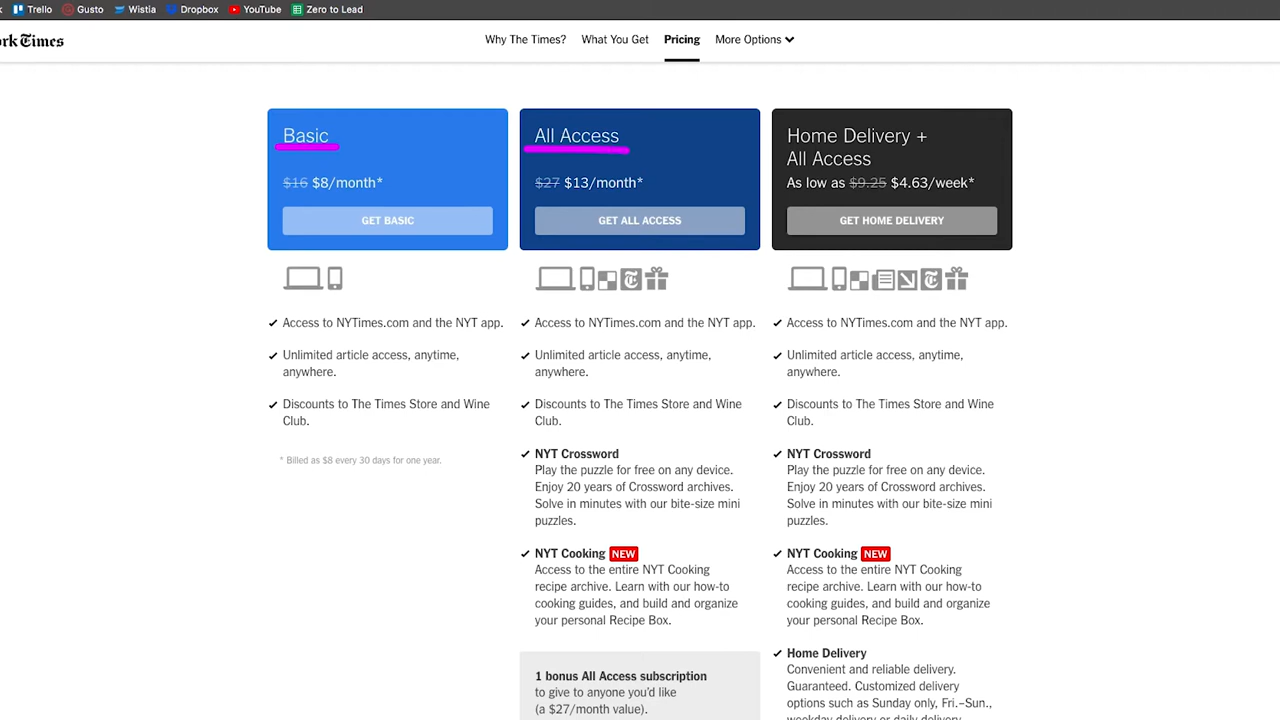 Trello Gusto Wistia Dropbox YouTube Zero to Lead
rk Times
Why The Times? What You Get Pricing More Options
Basic
$16 $8/month*
GET BASIC
Access to NYTimes.com and the NYT app.
Unlimited article access, anytime,
anywhere.
Discounts to The Times Store and Wine
Club.
* Billed as $8 every 30 days for one year.
All Access
$27 $13/month*
GET ALL ACCESS
Access to NYTimes.com and the NYT app.
Unlimited article access, anytime,
anywhere.
Discounts to The Times Store and Wine
Club.
NYT Crossword
Play the puzzle for free on any device.
Enjoy 20 years of Crossword archives.
Solve in minutes with our bite-size mini
puzzles.
NYT Cooking NEW
Access to the entire NYT Cooking
recipe archive. Learn with our how-to
cooking guides, and build and organize
your personal Recipe Box.
1 bonus All Access subscription
to give to anyone you'd like
(a $27/month value).
Home Delivery +
All Access
As low as $9.25 $4.63/week*
GET HOME DELIVERY
Access to NYTimes.com and the NYT app.
Unlimited article access, anytime,
anywhere.
Discounts to The Times Store and Wine
Club.
NYT Crossword
Play the puzzle for free on any device.
Enjoy 20 years of Crossword archives.
Solve in minutes with our bite-size mini
puzzles.
NYT Cooking NEW
Access to the entire NYT Cooking
recipe archive. Learn with our how-to
cooking guides, and build and organize
your personal Recipe Box.
Home Delivery
Convenient and reliable delivery.
Guaranteed. Customized delivery
options such as Sunday only, Fri.–Sun.,
weekday delivery or daily delivery